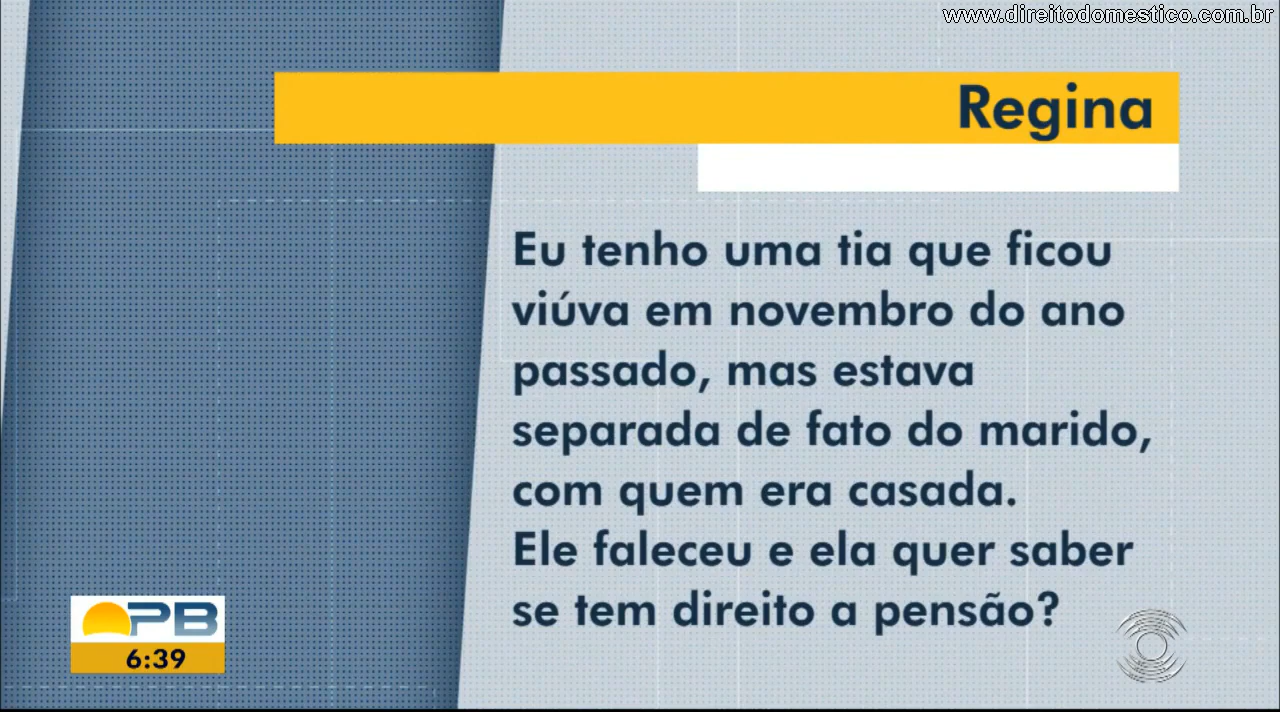 www.direitodomestico.com.br
Regina
Eu tenho uma tia que ficou
viúva em novembro do ano
passado, mas estava
separada de fato do marido,
com quem era casada.
Ele faleceu e ela quer saber
se tem direito a pensão?
PB
6:39